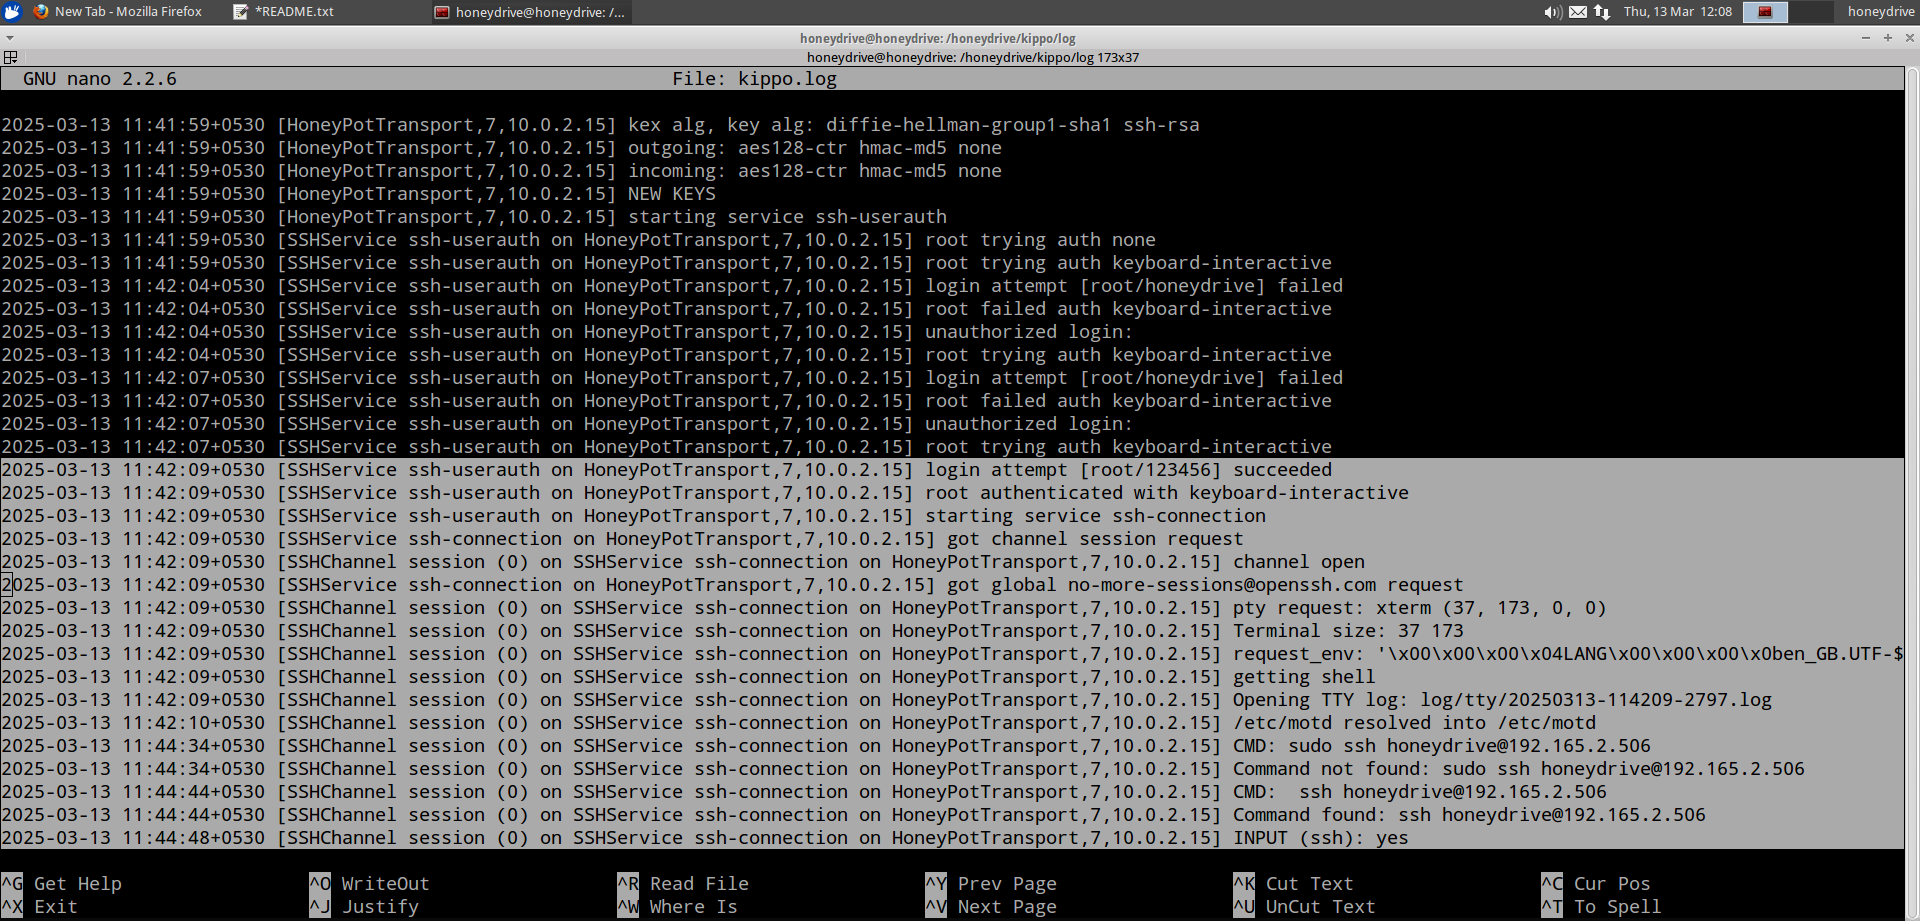 New Tab - Mozilla Firefox
*README.txt
honeydrive@honeydrive: /...
Thu, 13 Mar 12:08
honeydrive
honeydrive@honeydrive: /honeydrive/kippo/log
honeydrive@honeydrive: /honeydrive/kippo/log 173x37
GNU nano 2.2.6 File: kippo.log
2025-03-13 11:41:59+0530 [HoneyPotTransport,7,10.0.2.15] kex alg, key alg: diffie-hellman-group1-sha1 ssh-rsa
2025-03-13 11:41:59+0530 [HoneyPotTransport,7,10.0.2.15] outgoing: aes128-ctr hmac-md5 none
2025-03-13 11:41:59+0530 [HoneyPotTransport,7,10.0.2.15] incoming: aes128-ctr hmac-md5 none
2025-03-13 11:41:59+0530 [HoneyPotTransport,7,10.0.2.15] NEW KEYS
2025-03-13 11:41:59+0530 [HoneyPotTransport,7,10.0.2.15] starting service ssh-userauth
2025-03-13 11:41:59+0530 [SSHService ssh-userauth on HoneyPotTransport,7,10.0.2.15] root trying auth none
2025-03-13 11:41:59+0530 [SSHService ssh-userauth on HoneyPotTransport,7,10.0.2.15] root trying auth keyboard-interactive
2025-03-13 11:42:04+0530 [SSHService ssh-userauth on HoneyPotTransport,7,10.0.2.15] login attempt [root/honeydrive] failed
2025-03-13 11:42:04+0530 [SSHService ssh-userauth on HoneyPotTransport,7,10.0.2.15] root failed auth keyboard-interactive
2025-03-13 11:42:04+0530 [SSHService ssh-userauth on HoneyPotTransport,7,10.0.2.15] unauthorized login:
2025-03-13 11:42:04+0530 [SSHService ssh-userauth on HoneyPotTransport,7,10.0.2.15] root trying auth keyboard-interactive
2025-03-13 11:42:07+0530 [SSHService ssh-userauth on HoneyPotTransport,7,10.0.2.15] login attempt [root/honeydrive] failed
2025-03-13 11:42:07+0530 [SSHService ssh-userauth on HoneyPotTransport,7,10.0.2.15] root failed auth keyboard-interactive
2025-03-13 11:42:07+0530 [SSHService ssh-userauth on HoneyPotTransport,7,10.0.2.15] unauthorized login:
2025-03-13 11:42:07+0530 [SSHService ssh-userauth on HoneyPotTransport,7,10.0.2.15] root trying auth keyboard-interactive
2025-03-13 11:42:09+0530 [SSHService ssh-userauth on HoneyPotTransport,7,10.0.2.15] login attempt [root/123456] succeeded
2025-03-13 11:42:09+0530 [SSHService ssh-userauth on HoneyPotTransport,7,10.0.2.15] root authenticated with keyboard-interactive
2025-03-13 11:42:09+0530 [SSHService ssh-userauth on HoneyPotTransport,7,10.0.2.15] starting service ssh-connection
2025-03-13 11:42:09+0530 [SSHService ssh-connection on HoneyPotTransport,7,10.0.2.15] got channel session request
2025-03-13 11:42:09+0530 [SSHChannel session (0) on SSHService ssh-connection on HoneyPotTransport,7,10.0.2.15] channel open
2025-03-13 11:42:09+0530 [SSHService ssh-connection on HoneyPotTransport,7,10.0.2.15] got global no-more-sessions@openssh.com request
2025-03-13 11:42:09+0530 [SSHChannel session (0) on SSHService ssh-connection on HoneyPotTransport,7,10.0.2.15] pty request: xterm (37, 173, 0, 0)
2025-03-13 11:42:09+0530 [SSHChannel session (0) on SSHService ssh-connection on HoneyPotTransport,7,10.0.2.15] Terminal size: 37 173
2025-03-13 11:42:09+0530 [SSHChannel session (0) on SSHService ssh-connection on HoneyPotTransport,7,10.0.2.15] request_env: '\x00\x00\x00\x04LANG\x00\x00\x00\x0ben_GB.UTF-$
2025-03-13 11:42:09+0530 [SSHChannel session (0) on SSHService ssh-connection on HoneyPotTransport,7,10.0.2.15] getting shell
2025-03-13 11:42:09+0530 [SSHChannel session (0) on SSHService ssh-connection on HoneyPotTransport,7,10.0.2.15] Opening TTY log: log/tty/20250313-114209-2797.log
2025-03-13 11:42:10+0530 [SSHChannel session (0) on SSHService ssh-connection on HoneyPotTransport,7,10.0.2.15] /etc/motd resolved into /etc/motd
2025-03-13 11:44:34+0530 [SSHChannel session (0) on SSHService ssh-connection on HoneyPotTransport,7,10.0.2.15] CMD: sudo ssh honeydrive@192.165.2.506
2025-03-13 11:44:34+0530 [SSHChannel session (0) on SSHService ssh-connection on HoneyPotTransport,7,10.0.2.15] Command not found: sudo ssh honeydrive@192.165.2.506
2025-03-13 11:44:44+0530 [SSHChannel session (0) on SSHService ssh-connection on HoneyPotTransport,7,10.0.2.15] CMD:  ssh honeydrive@192.165.2.506
2025-03-13 11:44:44+0530 [SSHChannel session (0) on SSHService ssh-connection on HoneyPotTransport,7,10.0.2.15] Command found: ssh honeydrive@192.165.2.506
2025-03-13 11:44:48+0530 [SSHChannel session (0) on SSHService ssh-connection on HoneyPotTransport,7,10.0.2.15] INPUT (ssh): yes
^G Get Help ^O WriteOut ^R Read File ^Y Prev Page ^K Cut Text ^C Cur Pos
^X Exit ^J Justify ^W Where Is ^V Next Page ^U UnCut Text ^T To Spell